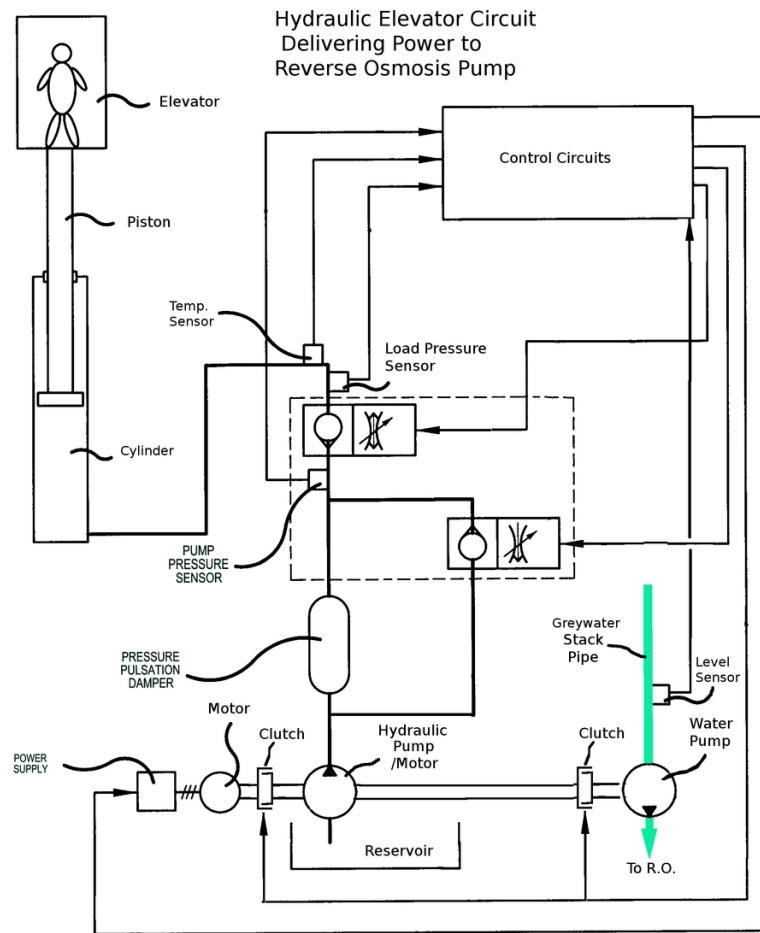 Hydraulic Elevator Circuit
Delivering Power to
Reverse Osmosis Pump
Elevator
Control Circuits
Piston
Temp.
Sensor
Load Pressure
Sensor
Cylinder
PUMP
PRESSURE
SENSOR
Greywater
Stack
Pipe
PRESSURE
PULSATION
DAMPER
Level
Sensor
Motor
Clutch
Hydraulic
Pump
/Motor
Clutch
Water
Pump
POWER
SUPPLY
Reservoir
To R.O.